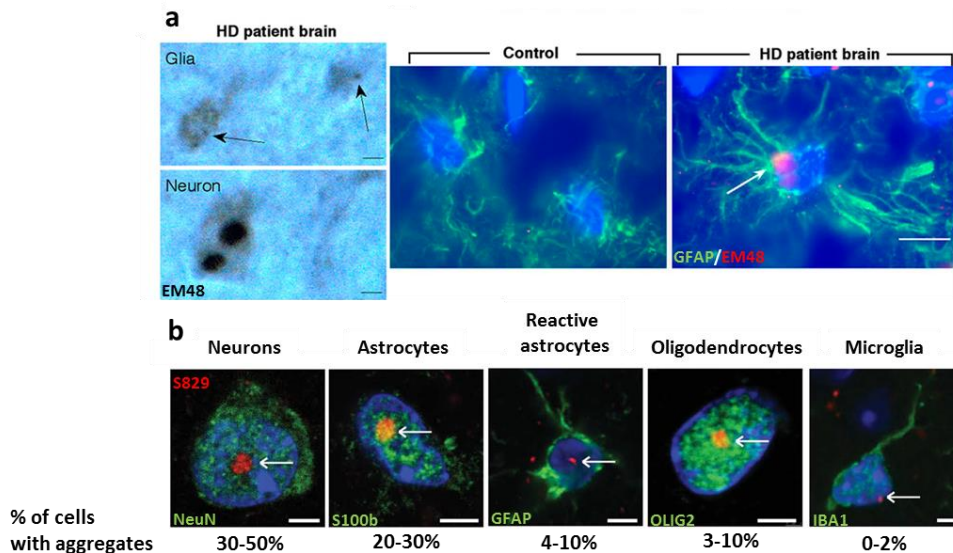 a
HD patient brain
Glia
Neuron
EM48
Control
HD patient brain
GFAP/EM48
b
Neurons
Astrocytes
Reactive
astrocytes
Oligodendrocytes
Microglia
S829
NeuN
S100b
GFAP
OLIG2
IBA1
% of cells
with aggregates
30-50%
20-30%
4-10%
3-10%
0-2%